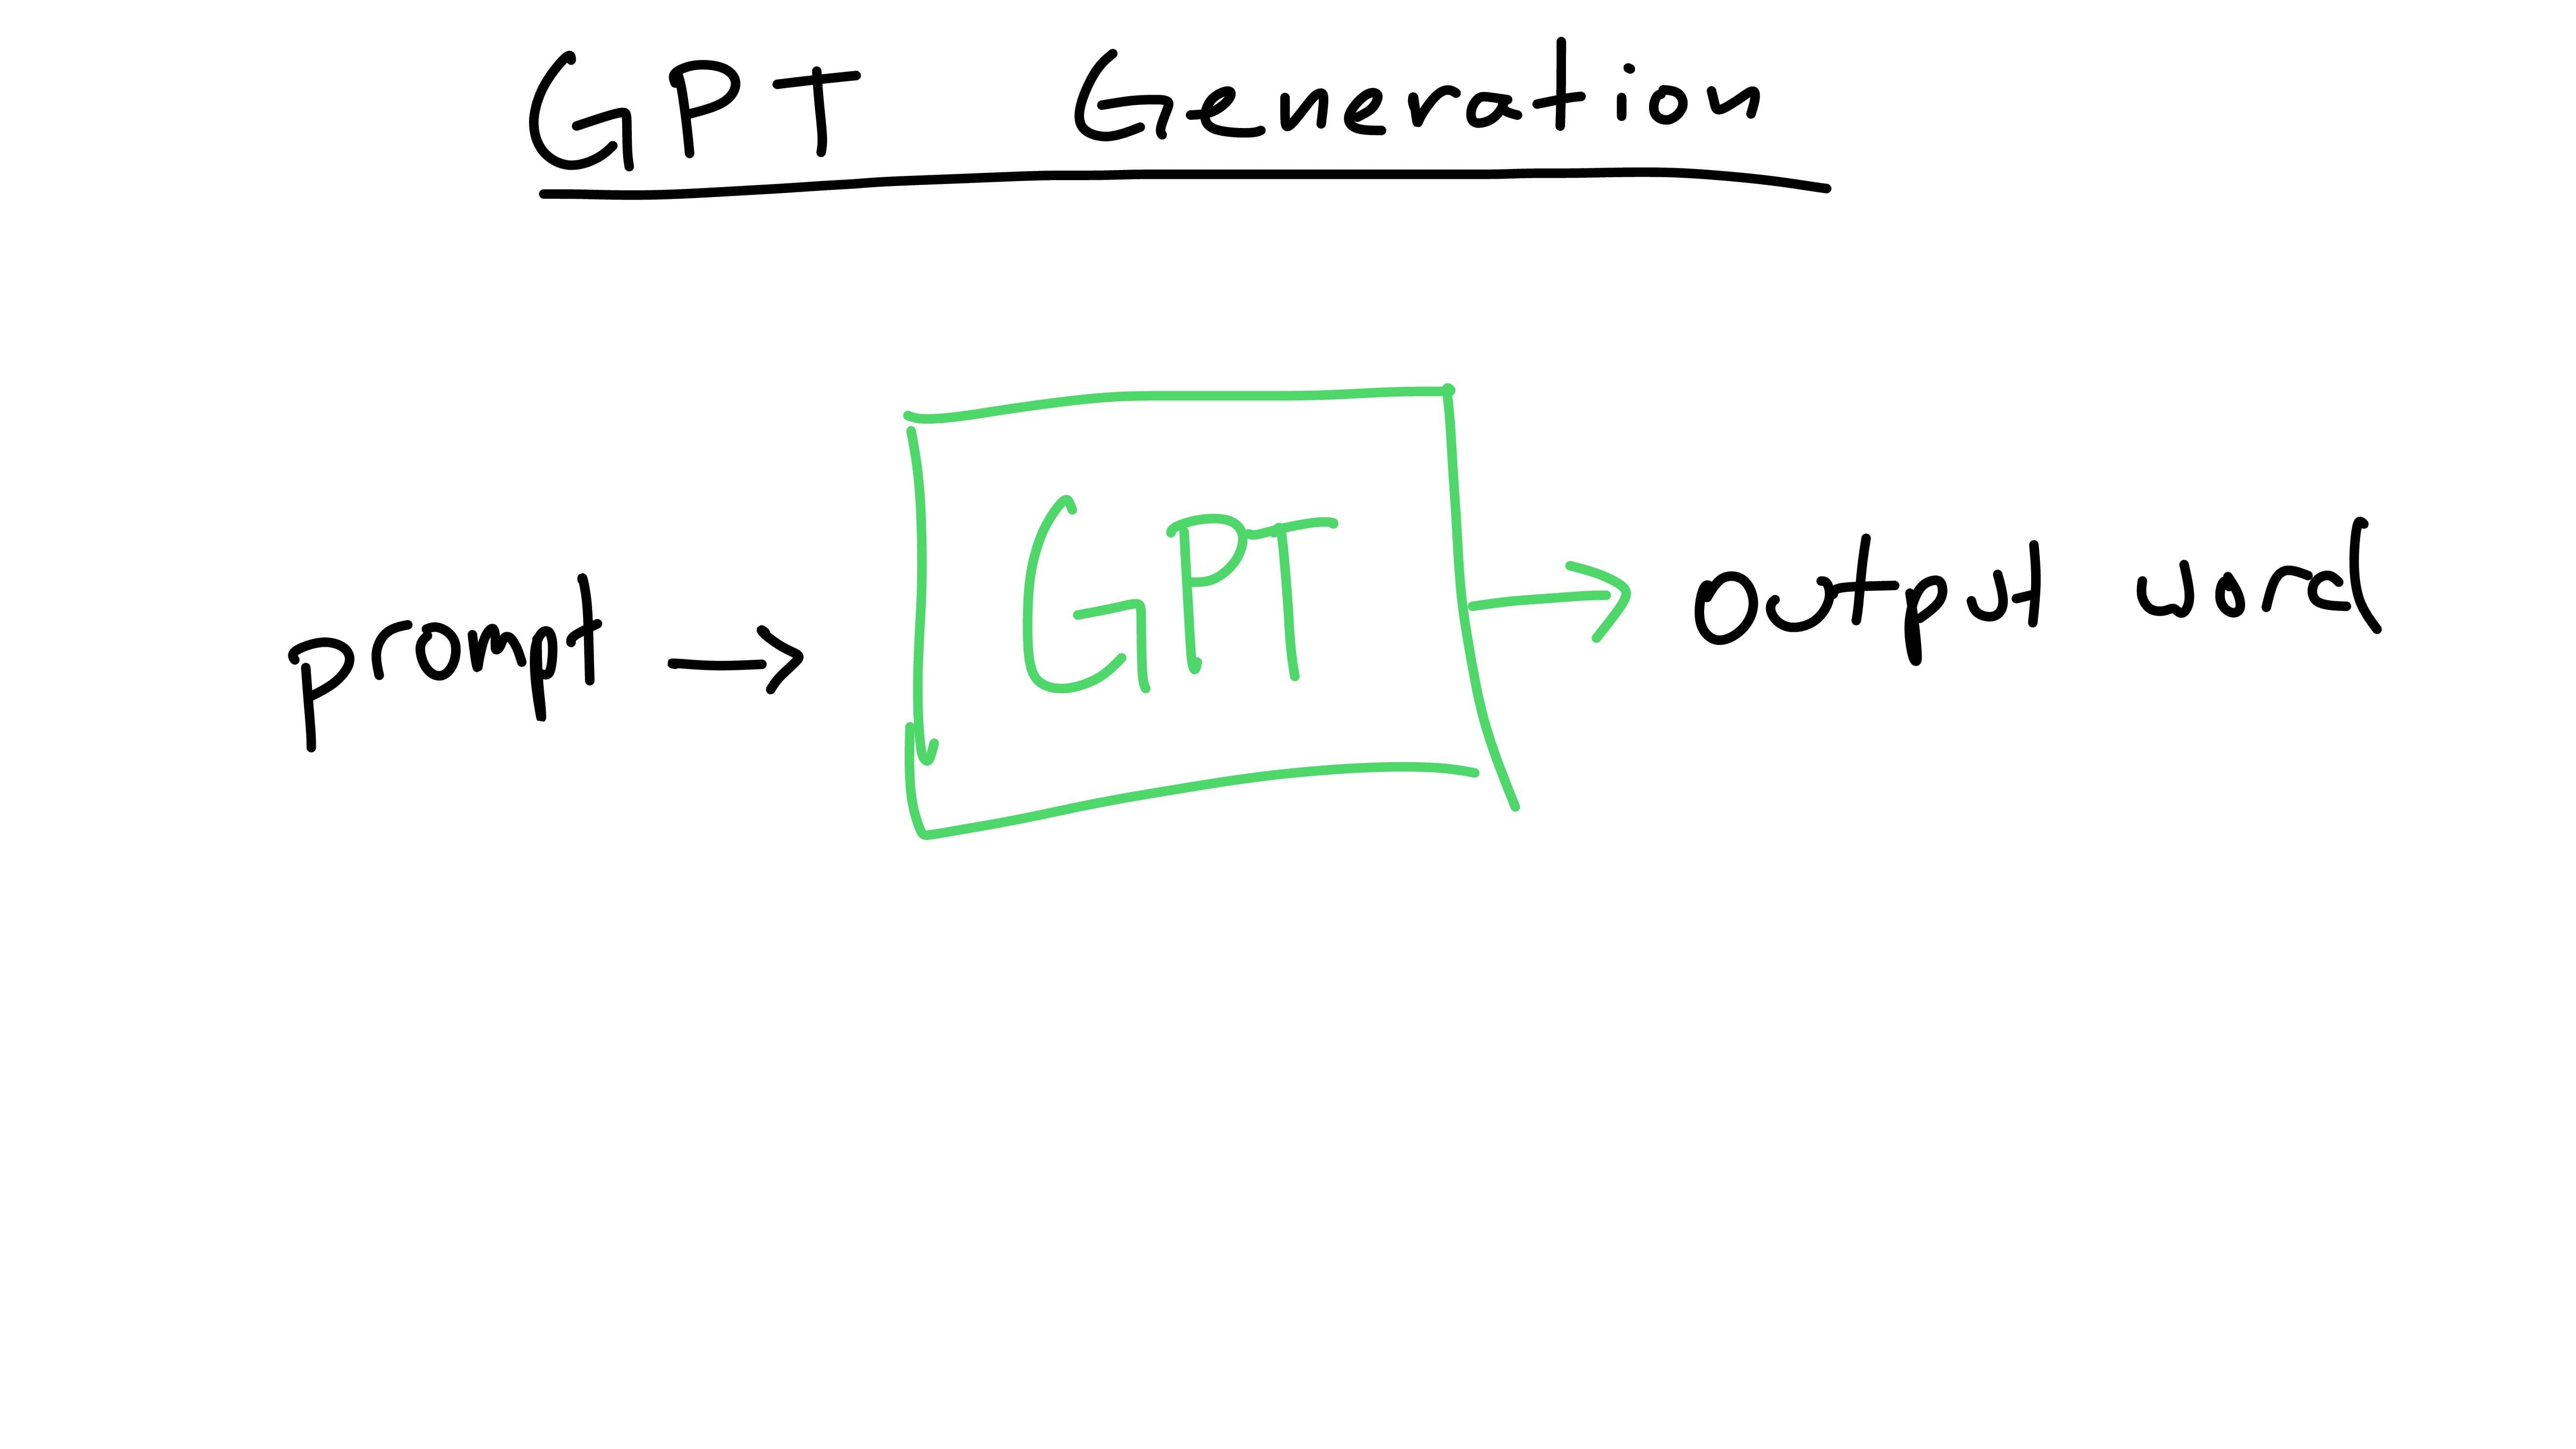 GPT Generation
prompt → GPT → output word